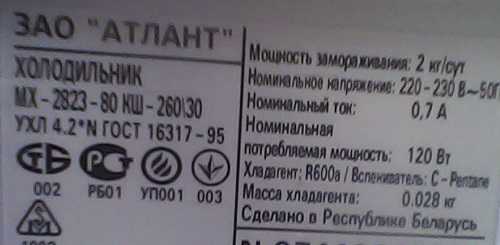 ЗАО "АТЛАНТ"
ХОЛОДИЛЬНИК
МХ-2823-80 КШ-260\30
УХЛ 4.2*N ГОСТ 16317-95
002 РБ01 УП001 003
Мощность замораживания: 2 кг/сут
Номинальное напряжение: 220-230 В~50Г
Номинальный ток: 0,7 А
Номинальная
потребляемая мощность: 120 Вт
Хладагент: R600a / Вспениватель: C - Pentane
Масса хладагента: 0.028 кг
Сделано в Республике Беларусь